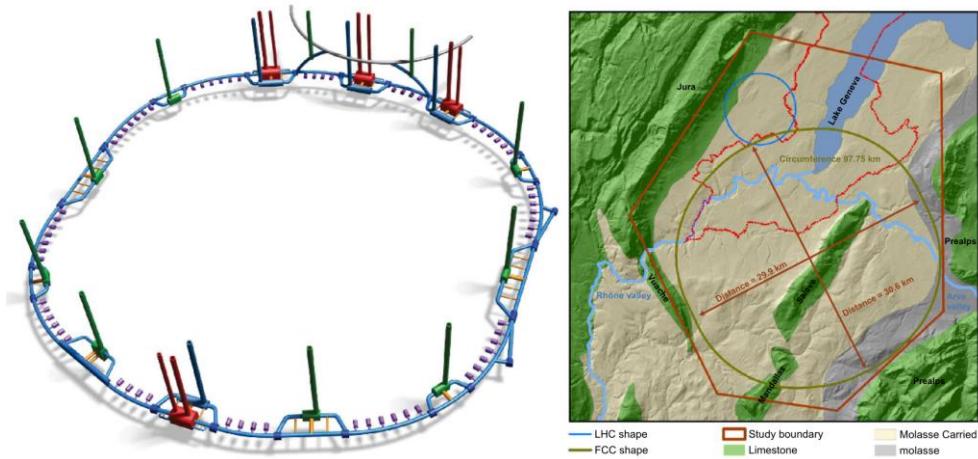 Jura
Lake Geneva
Circumference 97.75 km
Prealps
Vuache
Rhône valley
Distance = 29.9 km
Salève
Distance = 30.6 km
Arve valley
Mandallaz
Prealps
LHC shape
Study boundary
Molasse Carried
FCC shape
Limestone
molasse